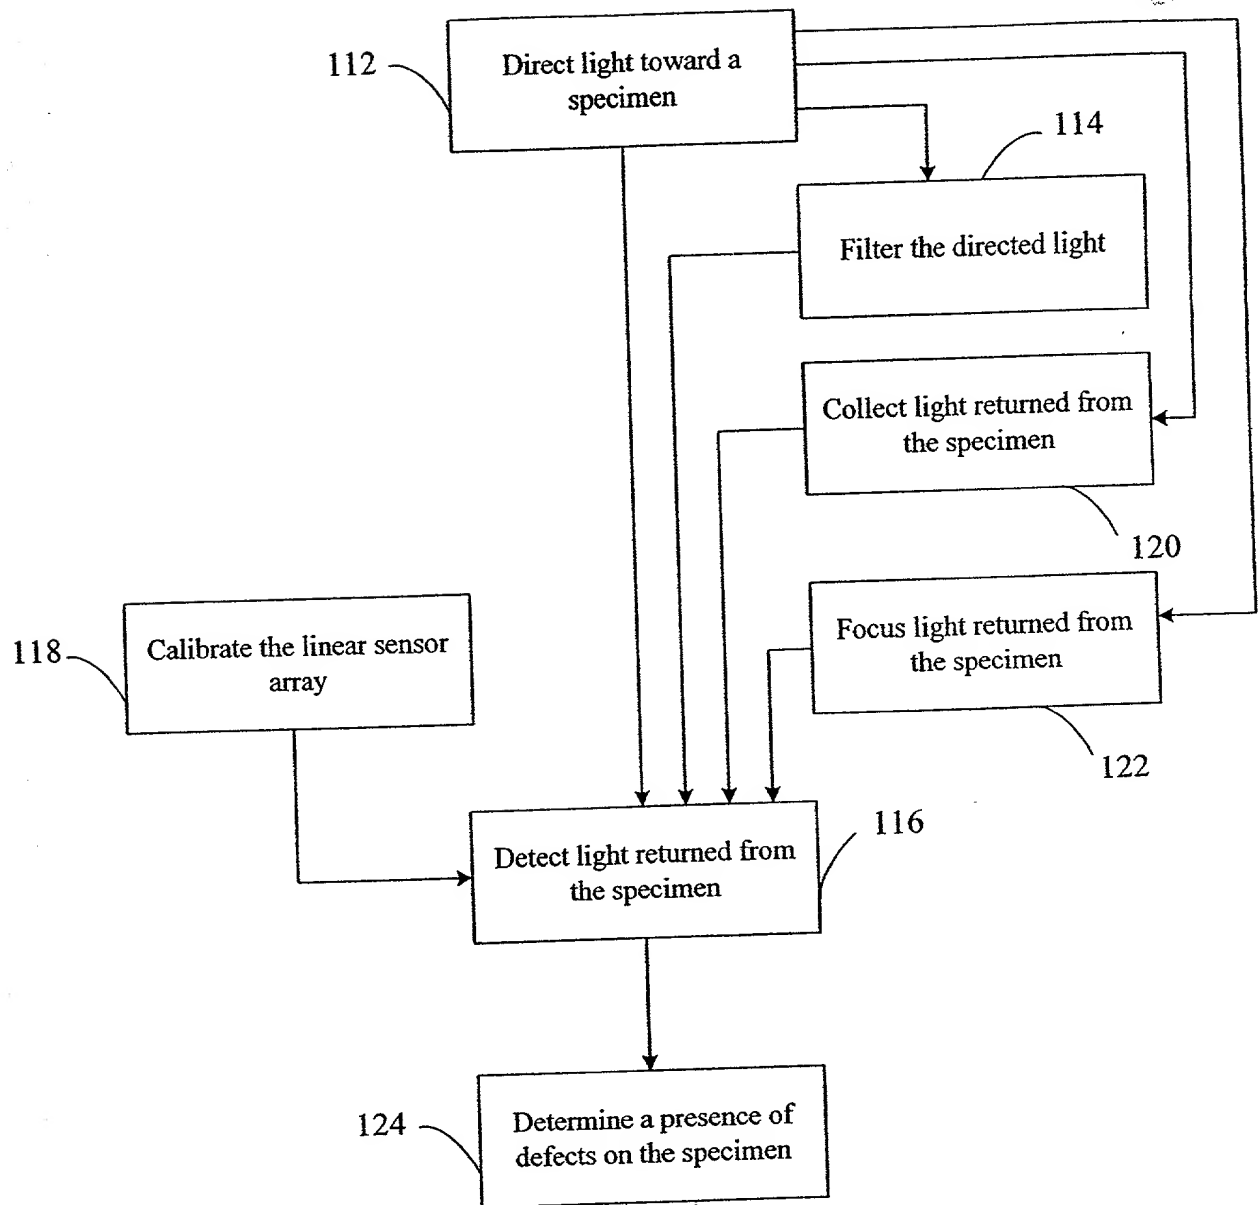 112
Direct light toward a
specimen
114
Filter the directed light
Collect light returned from
the specimen
120
118
Calibrate the linear sensor
array
Focus light returned from
the specimen
122
116
Detect light returned from
the specimen
124
Determine a presence of
defects on the specimen